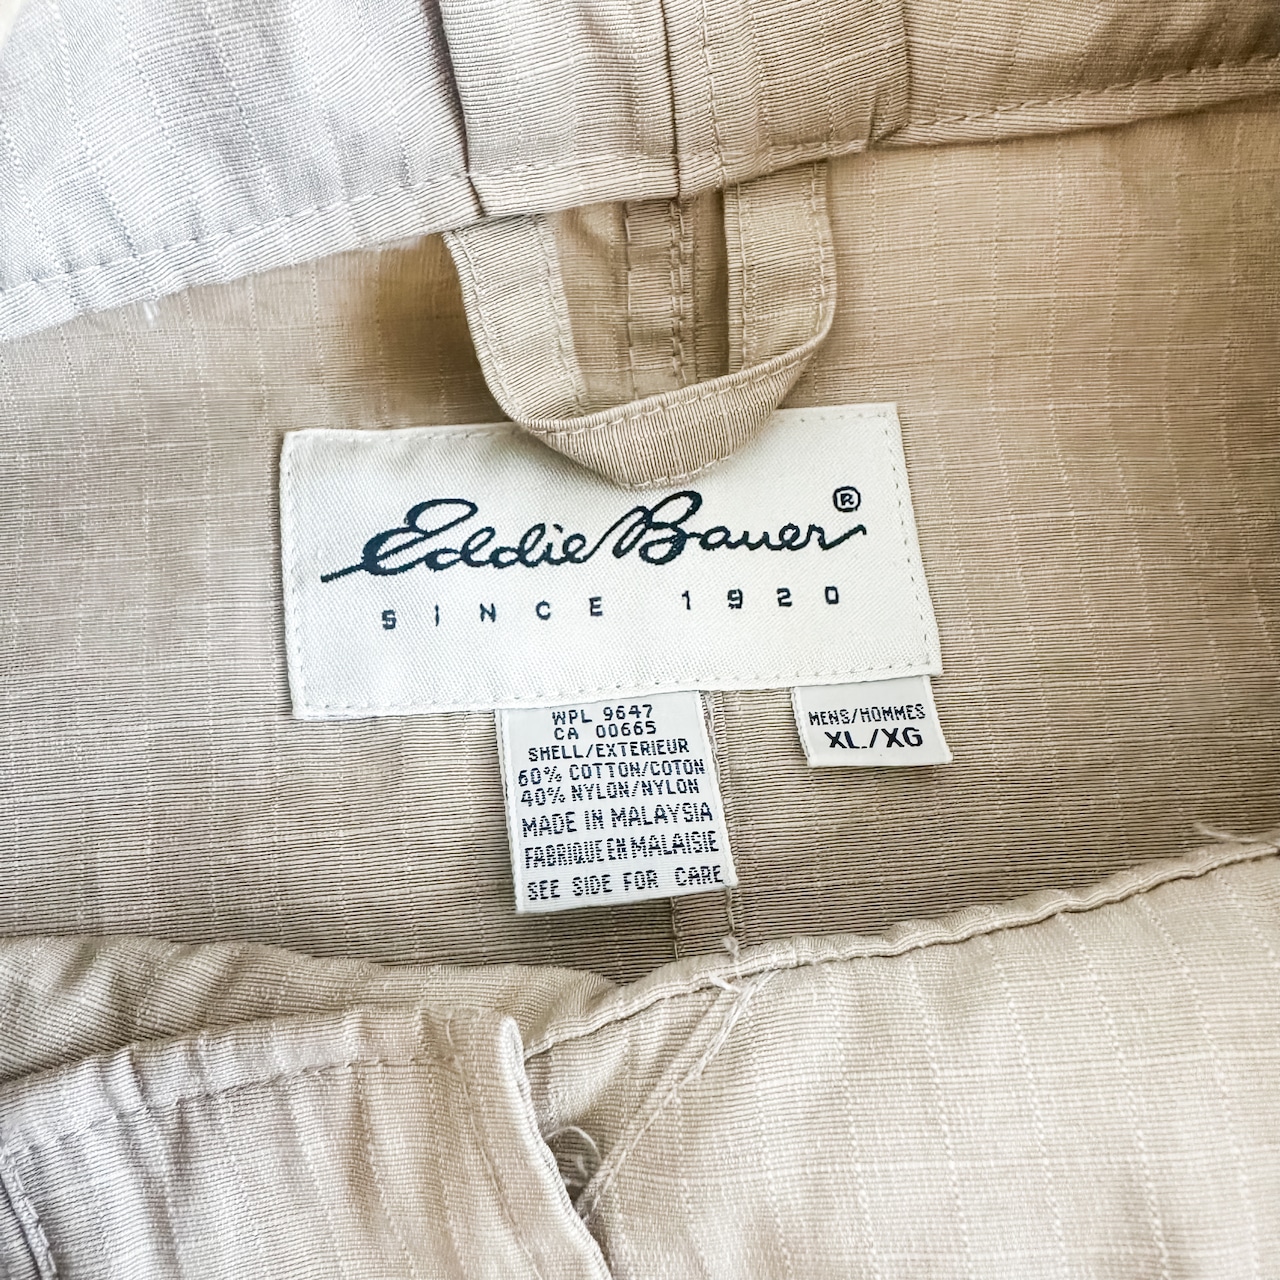 Eddie Bauer®
SINCE 1920
WPL 9647
CA 00665
SHELL/EXTERIEUR
60% COTTON/COTON
40% NYLON/NYLON
MADE IN MALAYSIA
FABRIQUE EN MALAISIE
SEE SIDE FOR CARE
MENS/HOMMES
XL/XG